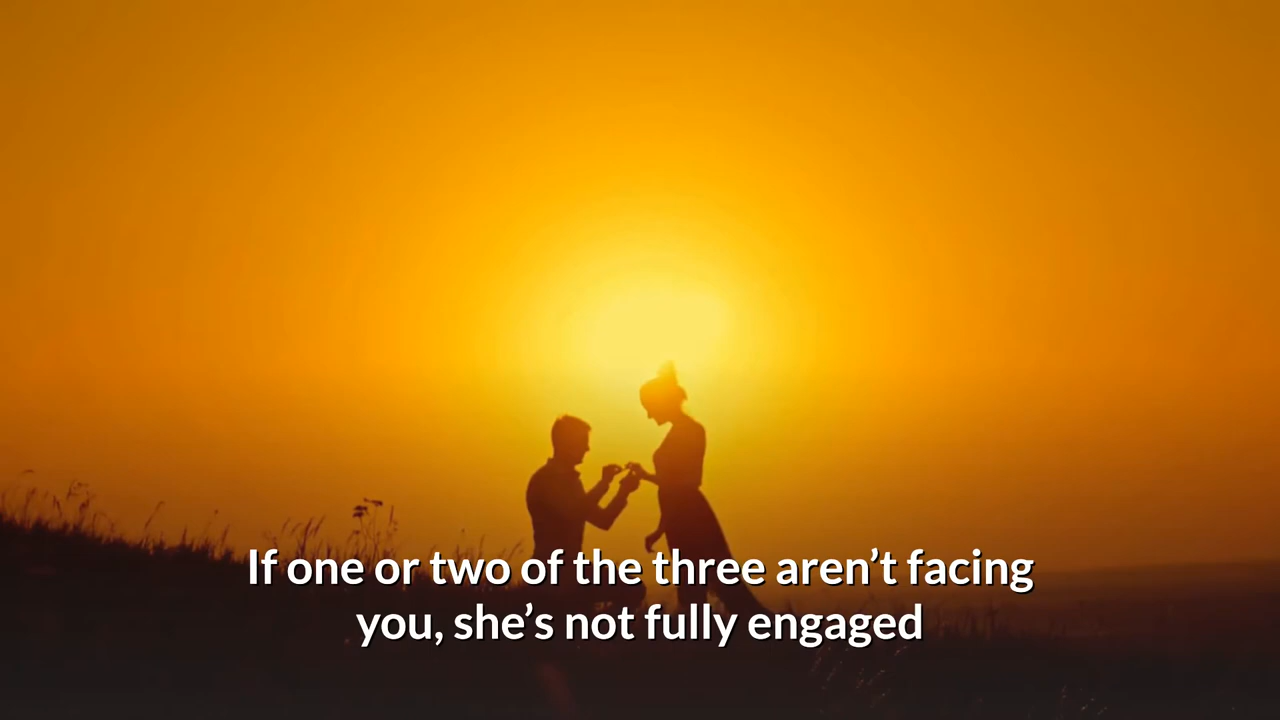 If one or two of the three aren’t facing
you, she’s not fully engaged